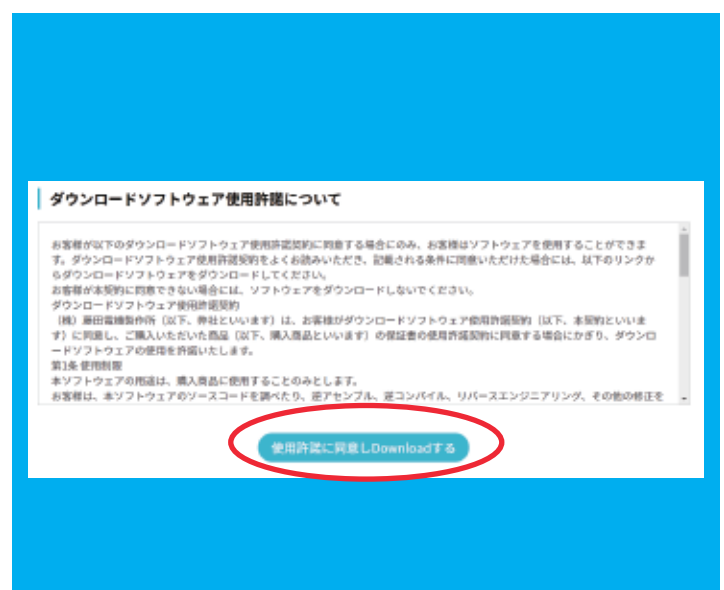 ダウンロードソフトウェア使用許諾について
お客様が以下のダウンロードソフトウェア使用許諾契約に同意する場合にのみ、お客様はソフトウェアを使用することができま
す。ダウンロードソフトウェア使用許諾契約をよくお読みいただき、記載される条件に同意いただけた場合には、以下のリンクか
らダウンロードソフトウェアをダウンロードしてください。
お客様が本契約に同意できない場合には、ソフトウェアをダウンロードしないでください。
ダウンロードソフトウェア使用許諾契約
(株) 藤田電機製作所（以下、弊社といいます）は、お客様がダウンロードソフトウェア使用許諾契約（以下、本契約といいま
す）に同意し、ご購入いただいた商品（以下、購入商品といいます）の保証書の使用許諾契約に同意する場合にかぎり、ダウンロ
ードソフトウェアの使用を許諾いたします。
第1条 使用制限
本ソフトウェアの用途は、購入商品に使用することのみとします。
お客様は、本ソフトウェアのソースコードを調べたり、逆アセンブル、逆コンパイル、リバースエンジニアリング、その他の修正を
使用許諾に同意しDownloadする